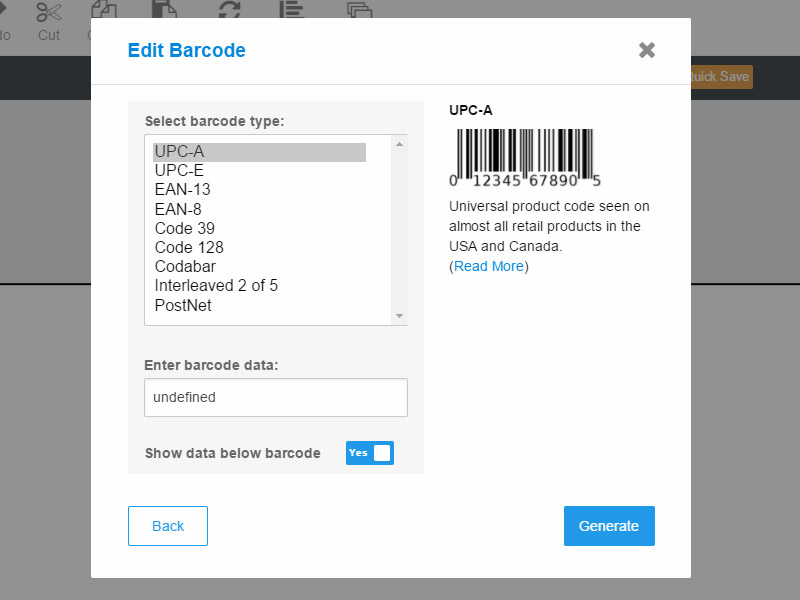 do
Cut
Quick Save
Edit Barcode
Select barcode type:
UPC-A
UPC-E
EAN-13
EAN-8
Code 39
Code 128
Codabar
Interleaved 2 of 5
PostNet
Enter barcode data:
undefined
Show data below barcode
Yes
Back
UPC-A
0 12345 67890 5
Universal product code seen on
almost all retail products in the
USA and Canada.
(Read More)
Generate